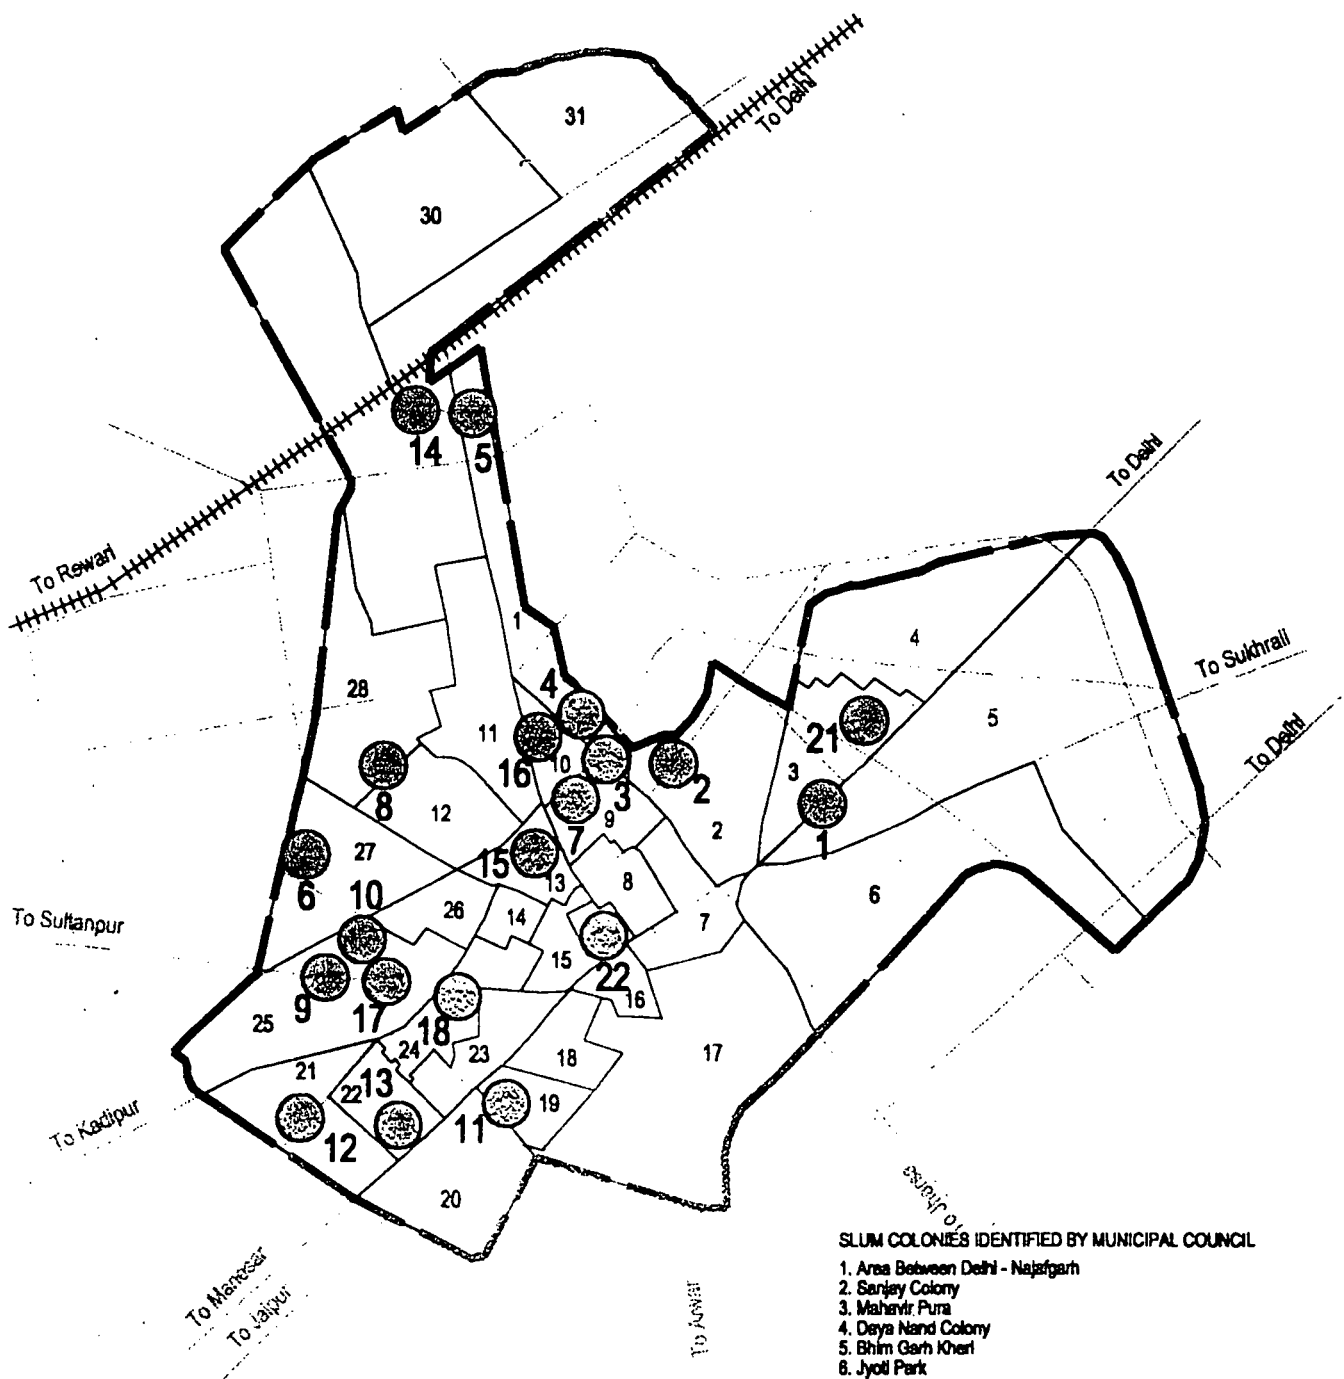 31
To Delhi
30
14
5
To Delhi
To Rewari
1
4
To Sukhrali
28
4
5
11
21
To Delhi
16
10
3
2
3
8
12
7
9
2
1
15
27
13
8
6
6
10
26
14
7
To Sultanpur
15
22
9
17
16
25
18
24
23
18
17
21
22
13
19
To Kadipur
12
11
20
To Jharsa
SLUM COLONIES IDENTIFIED BY MUNICIPAL COUNCIL
To Manesar
1. Area Between Delhi - Najafgarh
To Jaipur
2. Sanjay Colony
3. Mahavir Pura
To Alwar
4. Daya Nand Colony
5. Bhim Garh Kheri
6. Jyoti Park